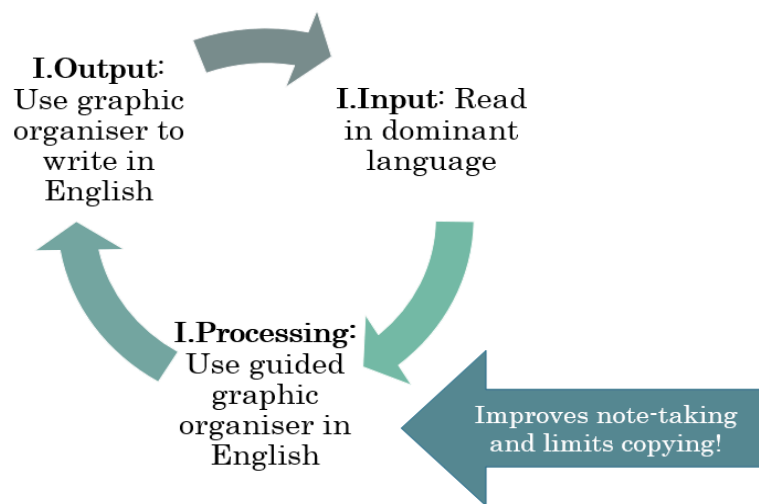 I.Output:
Use graphic
organiser to
write in
English
I.Input: Read
in dominant
language
I.Processing:
Use guided
graphic
organiser in
English
Improves note-taking
and limits copying!